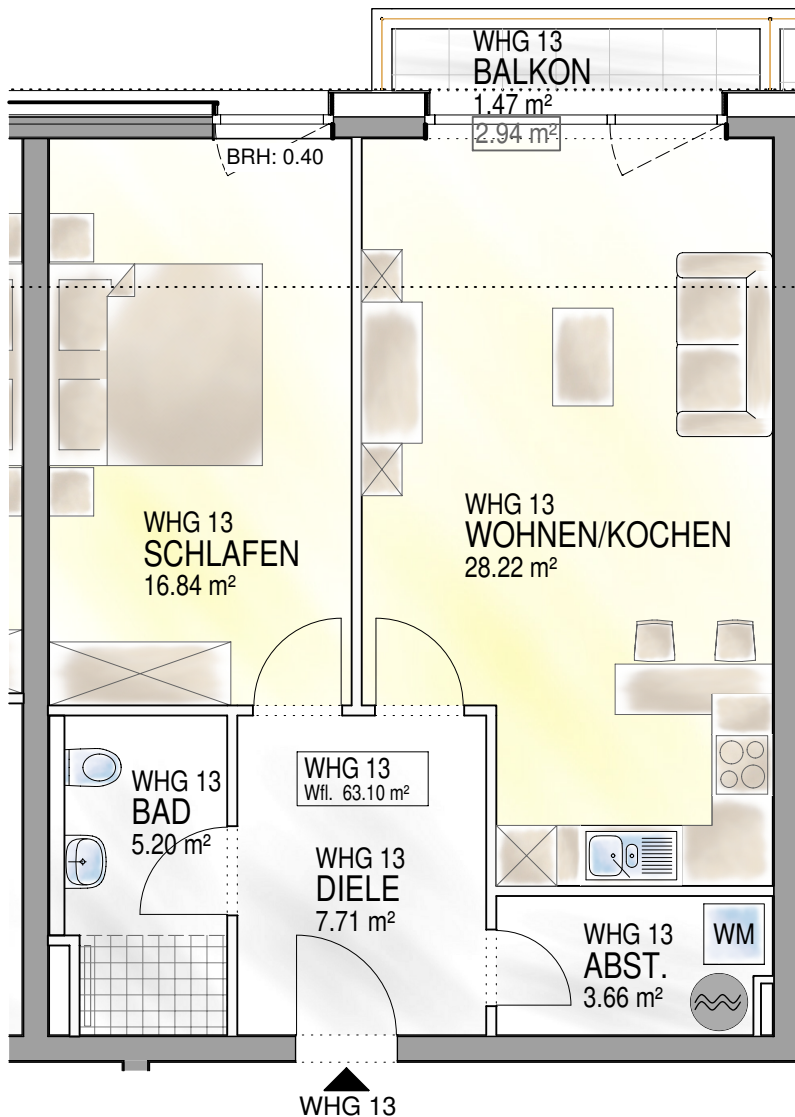 WHG 13
BALKON
1.47 m²
2.94 m²
BRH: 0.40
WHG 13
SCHLAFEN
16.84 m²
WHG 13
WOHNEN/KOCHEN
28.22 m²
WHG 13
Wfl. 63.10 m²
WHG 13
BAD
5.20 m²
WHG 13
DIELE
7.71 m²
WHG 13
ABST.
3.66 m²
WM
WHG 13